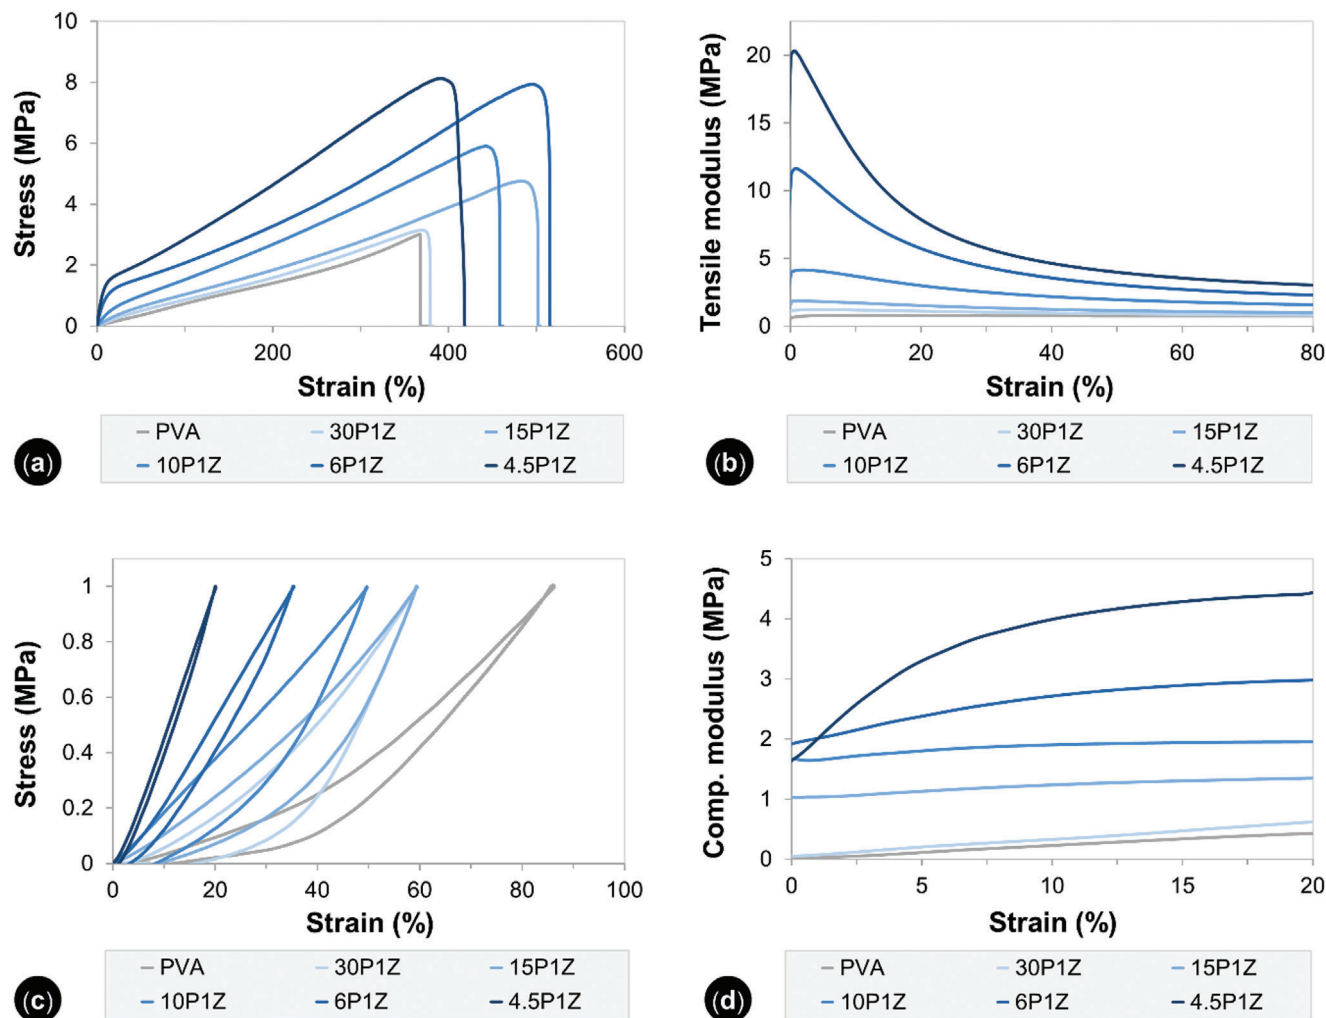 Stress (MPa)
10
8
6
4
2
0
0 200 400 600
Strain (%)
PVA 30P1Z 15P1Z
10P1Z 6P1Z 4.5P1Z
(a)
Tensile modulus (MPa)
20
15
10
5
0
0 20 40 60 80
Strain (%)
PVA 30P1Z 15P1Z
10P1Z 6P1Z 4.5P1Z
(b)
Stress (MPa)
1
0.8
0.6
0.4
0.2
0
0 20 40 60 80 100
Strain (%)
PVA 30P1Z 15P1Z
10P1Z 6P1Z 4.5P1Z
(c)
Comp. modulus (MPa)
5
4
3
2
1
0
0 5 10 15 20
Strain (%)
PVA 30P1Z 15P1Z
10P1Z 6P1Z 4.5P1Z
(d)